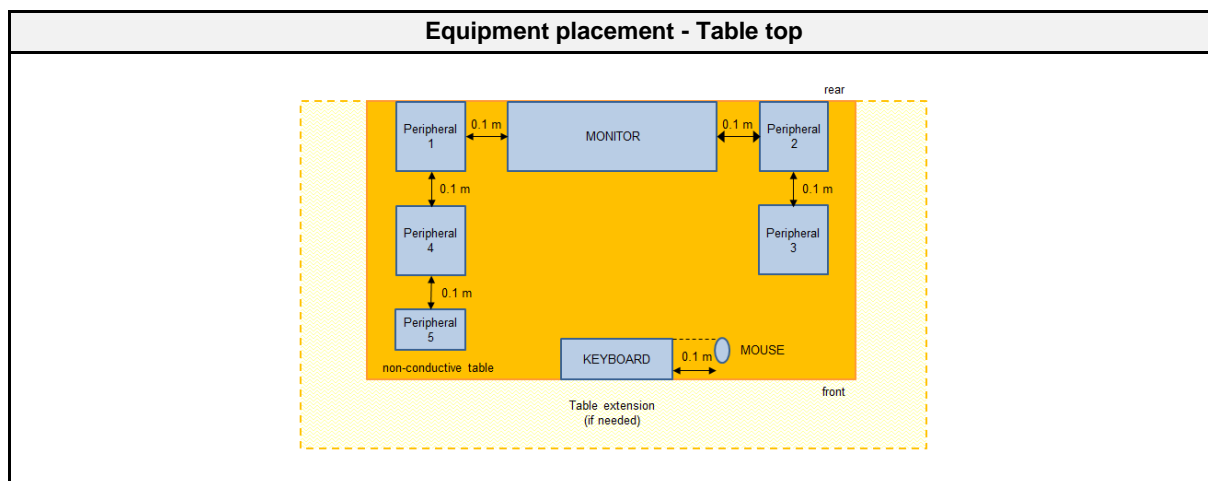 Equipment placement - Table top
rear
Peripheral
1
0.1 m
MONITOR
0.1 m
Peripheral
2
0.1 m
0.1 m
Peripheral
4
Peripheral
3
0.1 m
Peripheral
5
KEYBOARD
0.1 m
MOUSE
non-conductive table
front
Table extension
(if needed)